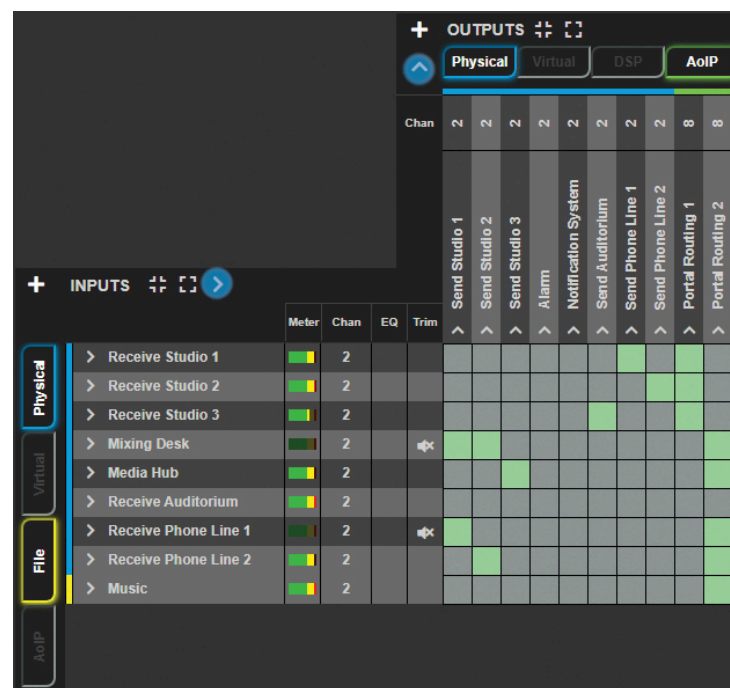 OUTPUTS
Physical Virtual DSP AoIP
Chan 2 2 2 2 2 2 2 2 8 8
Send Studio 1
Send Studio 2
Send Studio 3
Alarm
Notification System
Send Auditorium
Send Phone Line 1
Send Phone Line 2
Portal Routing 1
Portal Routing 2
INPUTS
Meter Chan EQ Trim
Physical
Virtual
File
AoIP
Receive Studio 1 2
Receive Studio 2 2
Receive Studio 3 2
Mixing Desk 2
Media Hub 2
Receive Auditorium 2
Receive Phone Line 1 2
Receive Phone Line 2 2
Music 2